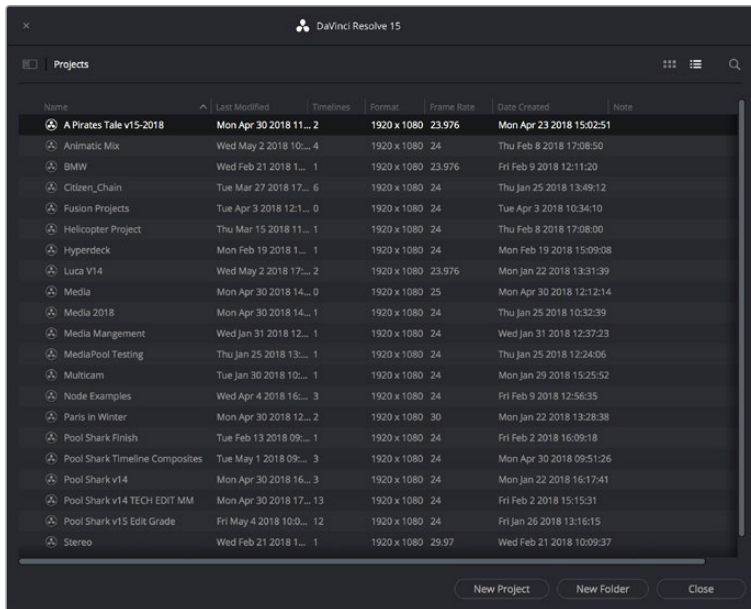 DaVinci Resolve 15
Projects
Name Last Modified Timelines Format Frame Rate Date Created Note
A Pirates Tale v15-2018 Mon Apr 30 2018 11... 2 1920 x 1080 23.976 Mon Apr 23 2018 15:02:51
Animatic Mix Wed May 2 2018 10:... 4 1920 x 1080 24 Thu Feb 8 2018 17:08:50
BMW Wed Feb 21 2018 1... 1 1920 x 1080 23.976 Fri Feb 9 2018 12:11:20
Citizen_Chain Tue Mar 27 2018 17... 6 1920 x 1080 24 Thu Jan 25 2018 13:49:12
Fusion Projects Tue Apr 3 2018 12:1... 0 1920 x 1080 24 Tue Apr 3 2018 10:34:10
Helicopter Project Thu Mar 15 2018 11... 1 1920 x 1080 24 Thu Feb 8 2018 17:08:00
Hyperdeck Mon Feb 19 2018 1... 1 1920 x 1080 24 Mon Feb 19 2018 15:09:08
Luca V14 Wed May 2 2018 17:... 2 1920 x 1080 23.976 Mon Jan 22 2018 13:31:39
Media Mon Apr 30 2018 14... 0 1920 x 1080 25 Mon Apr 30 2018 12:12:14
Media 2018 Mon Apr 30 2018 14... 1 1920 x 1080 24 Thu Jan 25 2018 10:32:39
Media Mangement Wed Jan 31 2018 12... 1 1920 x 1080 24 Wed Jan 31 2018 12:37:23
MediaPool Testing Thu Jan 25 2018 13:... 1 1920 x 1080 24 Thu Jan 25 2018 12:24:06
Multicam Tue Jan 30 2018 10:... 1 1920 x 1080 24 Mon Jan 29 2018 15:25:52
Node Examples Wed Apr 4 2018 16:... 3 1920 x 1080 24 Fri Feb 9 2018 12:56:35
Paris in Winter Mon Apr 30 2018 12... 2 1920 x 1080 30 Mon Jan 22 2018 13:28:38
Pool Shark Finish Tue Feb 13 2018 09:... 1 1920 x 1080 24 Fri Feb 2 2018 16:09:18
Pool Shark Timeline Composites Tue May 1 2018 09:... 3 1920 x 1080 24 Mon Apr 30 2018 09:51:26
Pool Shark v14 Mon Apr 30 2018 16... 3 1920 x 1080 24 Mon Jan 22 2018 16:17:41
Pool Shark v14 TECH EDIT MM Mon Apr 30 2018 17... 13 1920 x 1080 24 Fri Feb 2 2018 15:15:31
Pool Shark v15 Edit Grade Fri May 4 2018 10:0... 12 1920 x 1080 24 Fri Jan 26 2018 13:16:15
Stereo Wed Feb 21 2018 1... 1 1920 x 1080 29.97 Wed Feb 21 2018 10:09:37
New Project New Folder Close